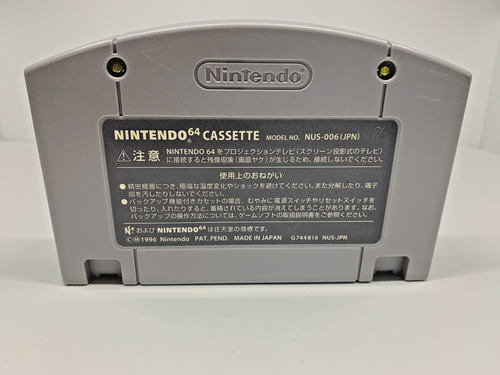 Nintendo
NINTENDO64 CASSETTE MODEL NO. NUS-006(JPN)
⚠注意 NINTENDO 64 をプロジェクションテレビ(スクリーン投影式のテレビ)
に接続すると残像現象(画面ヤケ)が生じるため、接続しないでください。
使用上のおねがい
●精密機器につき、極端な温度変化やショックを避けてください。また分解したり、端子
部を汚したりしないでください。
●バックアップ機能付きカセットの場合、むやみに電源スイッチやリセットスイッチを
切ったり、入れたりすると、蓄積されている内容が消えてしまうことがあります。なお、
バックアップの操作方法については、ゲームソフトの取扱説明書をご参照ください。
および NINTENDO64 は任天堂の商標です。
©Ⓜ1996 Nintendo PAT. PEND. MADE IN JAPAN G744816 NUS-JPN